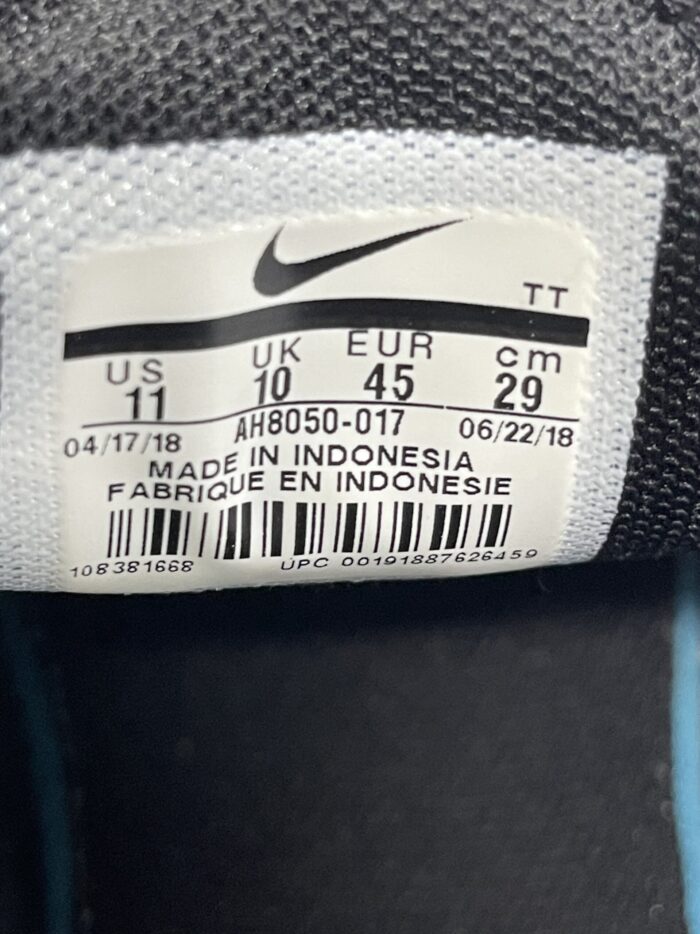 TT
US UK EUR cm
11 10 45 29
04/17/18 AH8050-017 06/22/18
MADE IN INDONESIA
FABRIQUE EN INDONESIE
108381668 UPC 00191887626459